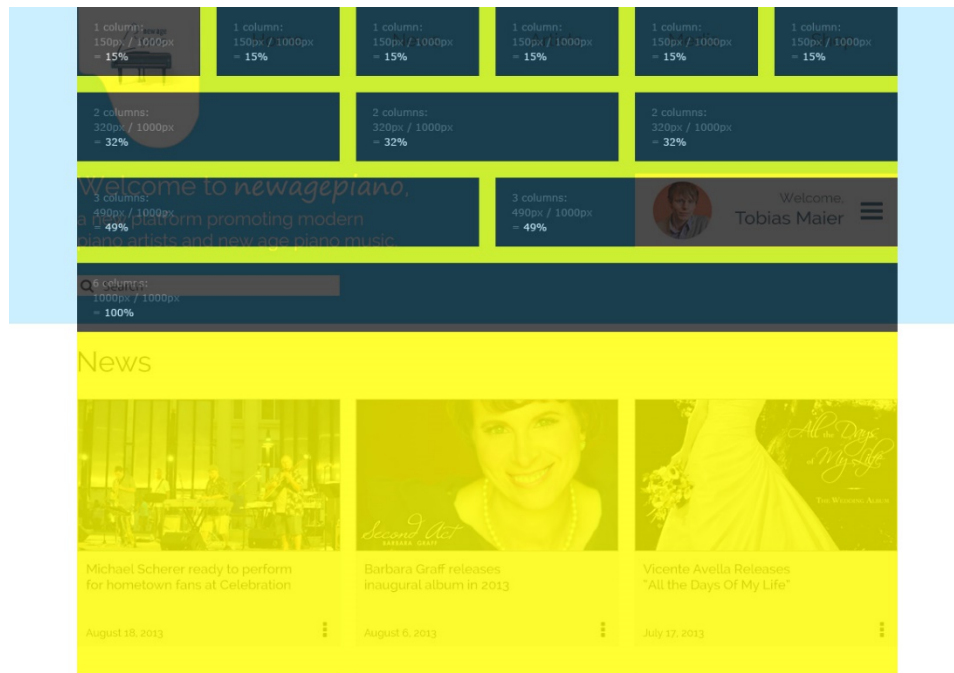 1 column:
150px / 1000px
= 15%
1 column:
150px / 1000px
= 15%
1 column:
150px / 1000px
= 15%
1 column:
150px / 1000px
= 15%
1 column:
150px / 1000px
= 15%
1 column:
150px / 1000px
= 15%
newage
2 columns:
320px / 1000px
= 32%
2 columns:
320px / 1000px
= 32%
2 columns:
320px / 1000px
= 32%
Welcome to newagepiano,
a new platform promoting modern
piano artists and new age piano music.
3 columns:
490px / 1000px
= 49%
3 columns:
490px / 1000px
= 49%
Welcome,
Tobias Maier
Search
6 columns:
1000px / 1000px
= 100%
News
Second Act
BARBARA GRAFF
All the Days
of My Life
THE WEDDING ALBUM
Michael Scherer ready to perform
for hometown fans at Celebration
August 18, 2013
Barbara Graff releases
inaugural album in 2013
August 6, 2013
Vicente Avella Releases
"All the Days Of My Life"
July 17, 2013